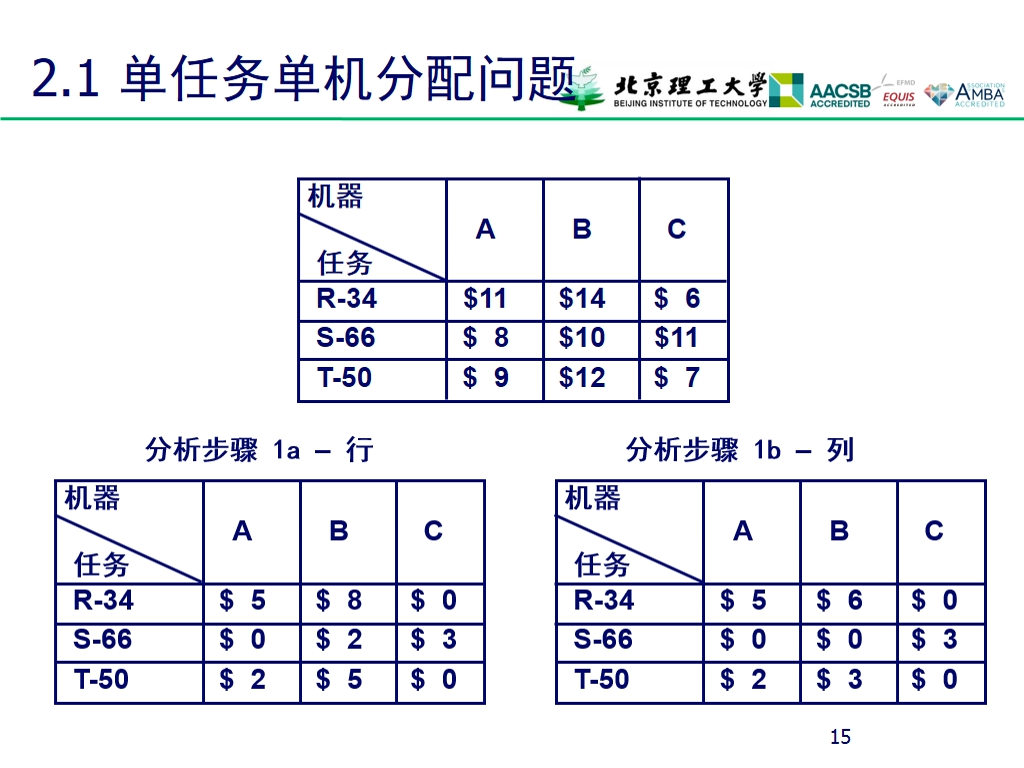 2.1 单任务单机分配问题
北京理工大学
BEIJING INSTITUTE OF TECHNOLOGY
AACSB
ACCREDITED
EFMD
EQUIS
ACCREDITED
ASSOCIATION
AMBA
ACCREDITED
机器 A B C
任务
R-34 $11 $14 $ 6
S-66 $ 8 $10 $11
T-50 $ 9 $12 $ 7
分析步骤 1a – 行
机器 A B C
任务
R-34 $ 5 $ 8 $ 0
S-66 $ 0 $ 2 $ 3
T-50 $ 2 $ 5 $ 0
分析步骤 1b – 列
机器 A B C
任务
R-34 $ 5 $ 6 $ 0
S-66 $ 0 $ 0 $ 3
T-50 $ 2 $ 3 $ 0
15